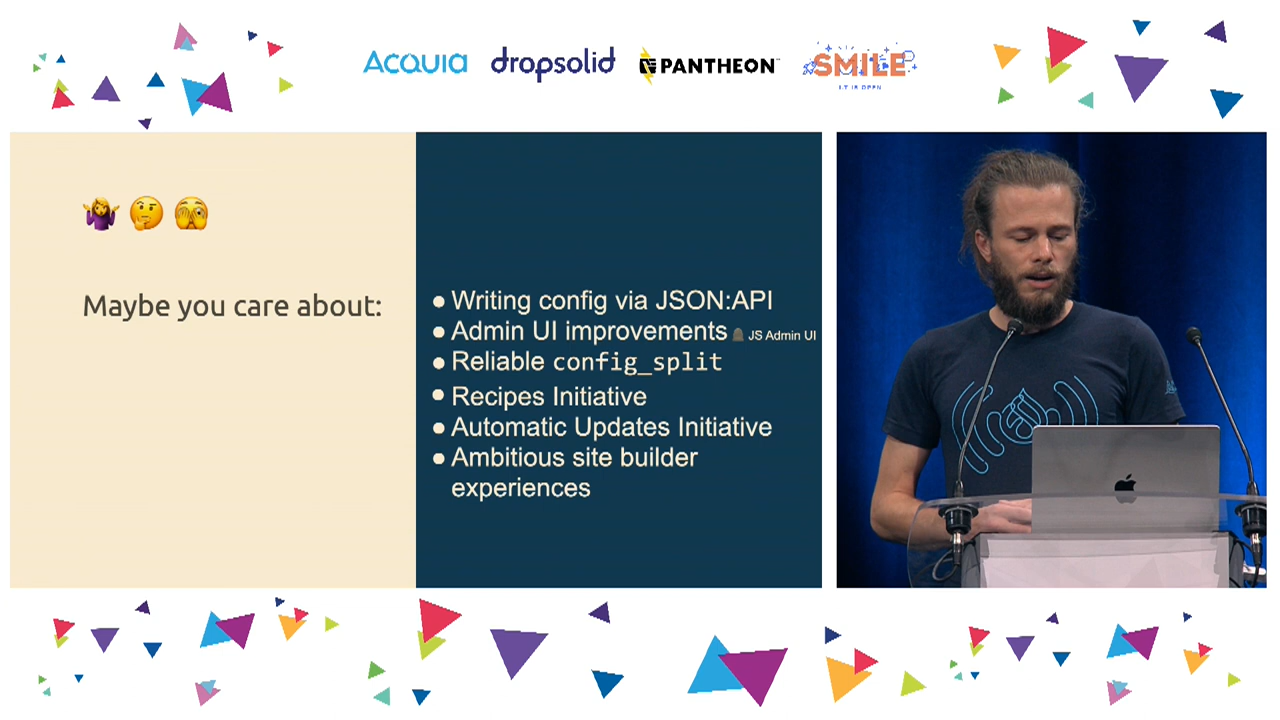 ACQUIA
dropsolid
PANTHEON
SMILE
I.T IS OPEN
Maybe you care about:
● Writing config via JSON:API
● Admin UI improvements 🪦 JS Admin UI
● Reliable config_split
● Recipes Initiative
● Automatic Updates Initiative
● Ambitious site builder
experiences